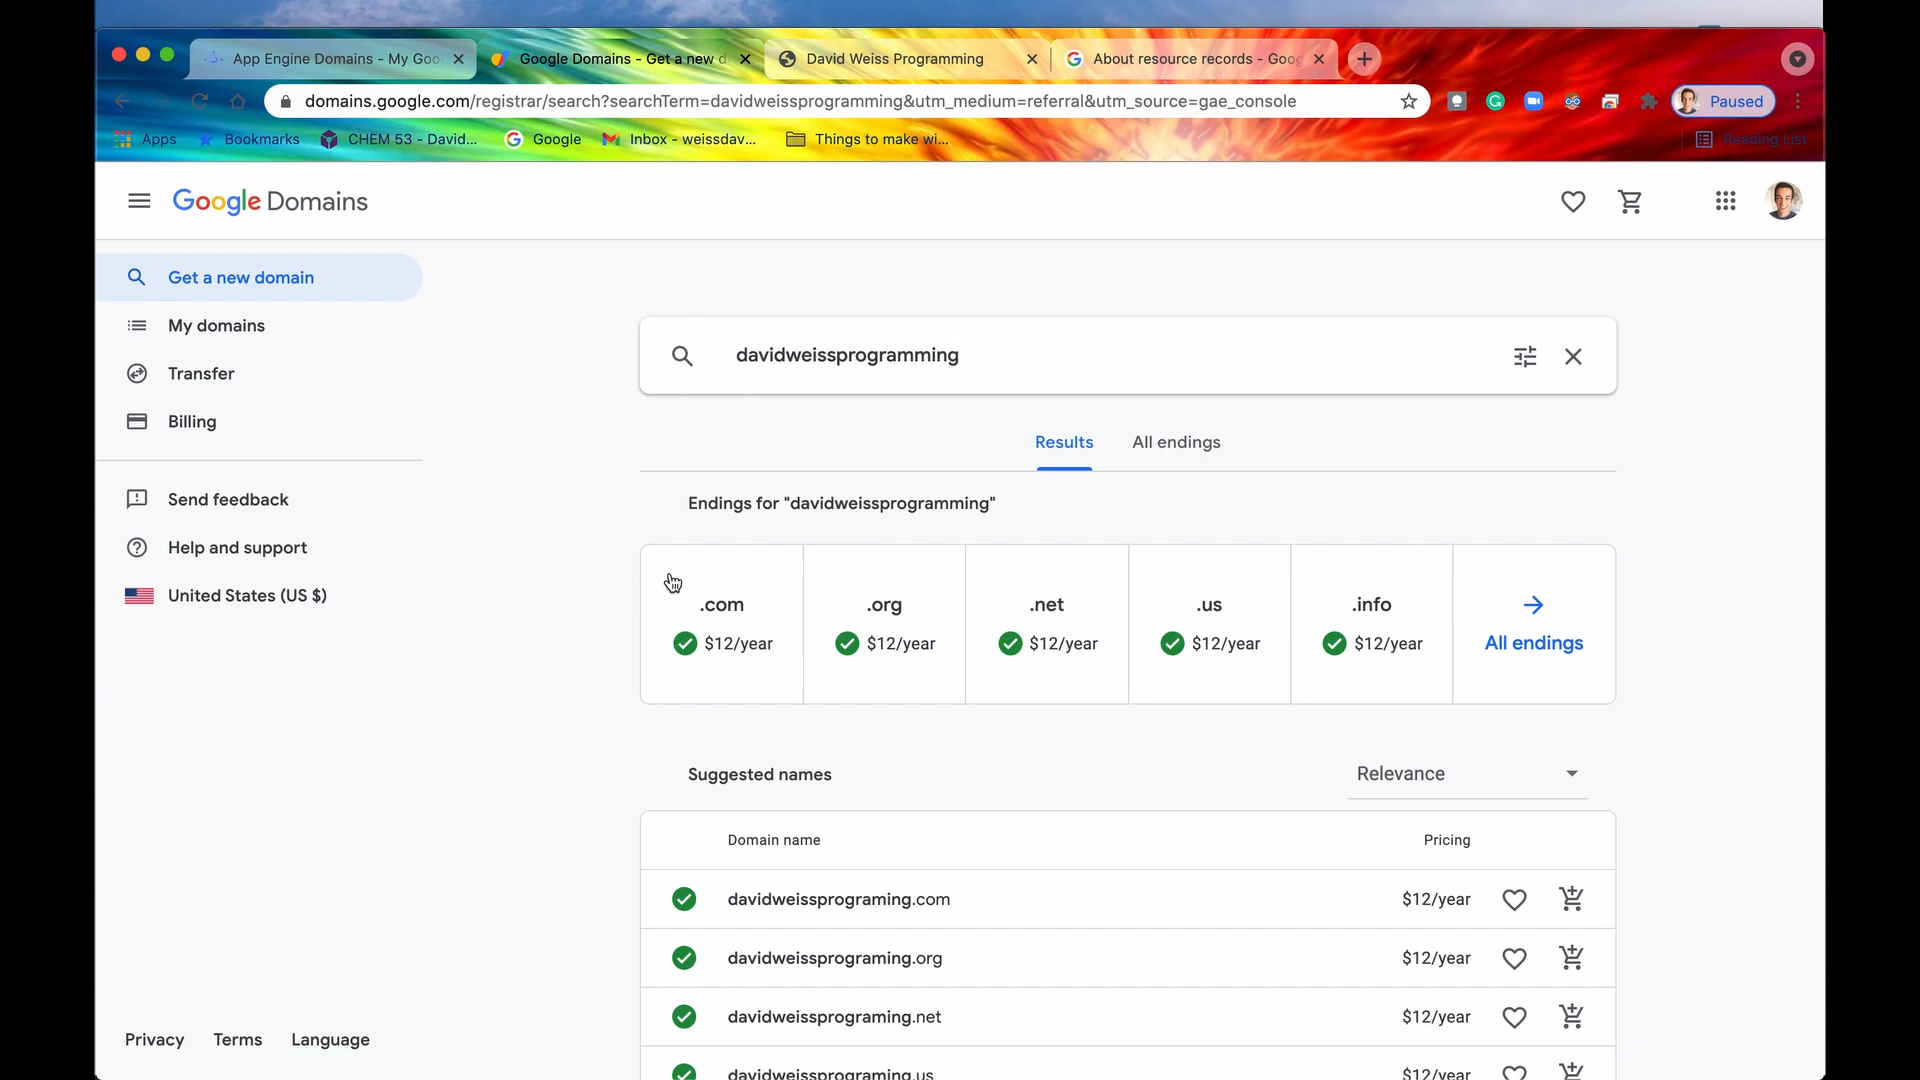 App Engine Domains - My Goo
Google Domains - Get a new d
David Weiss Programming
About resource records - Goog
domains.google.com/registrar/search?searchTerm=davidweissprogramming&utm_medium=referral&utm_source=gae_console
Paused
Apps
Bookmarks
CHEM 53 - David...
Google
Inbox - weissdav...
Things to make wi...
Reading List
Google Domains
Get a new domain
My domains
Transfer
Billing
Send feedback
Help and support
United States (US $)
davidweissprogramming
Results
All endings
Endings for "davidweissprogramming"
.com
.org
.net
.us
.info
$12/year
$12/year
$12/year
$12/year
$12/year
All endings
Suggested names
Relevance
Domain name
Pricing
davidweissprograming.com
$12/year
davidweissprograming.org
$12/year
davidweissprograming.net
$12/year
davidweissprograming.us
$12/year
Privacy
Terms
Language